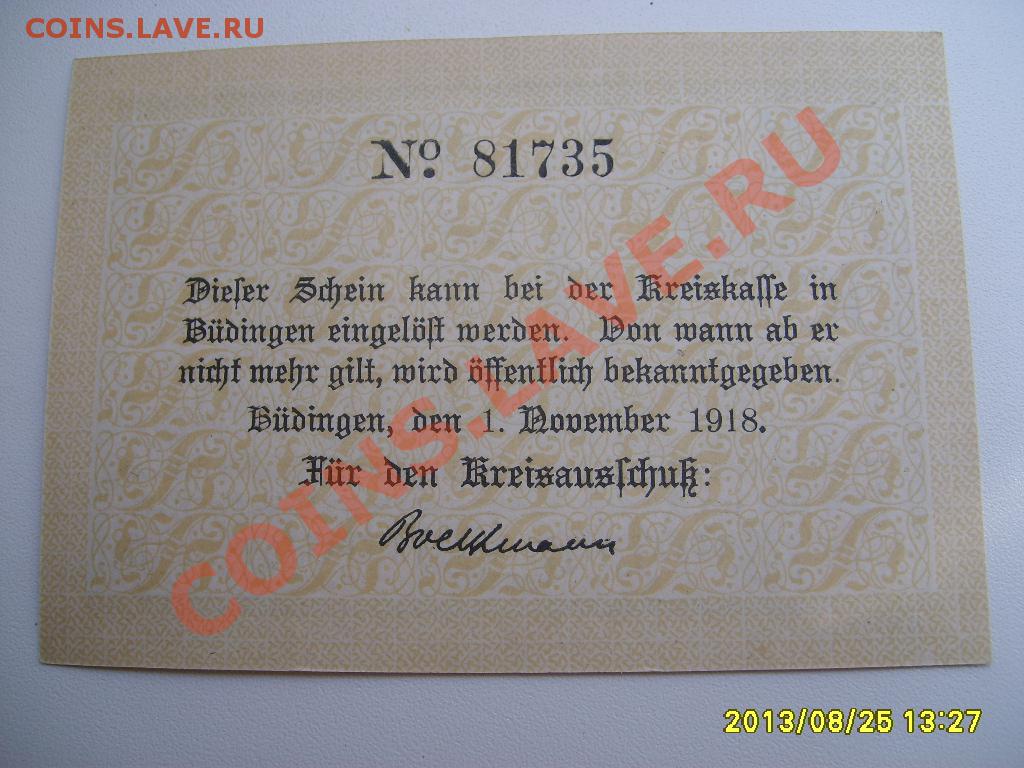 COINS.LAVE.RU
No. 81735
Dieſer Schein kann bei der Kreiskaſſe in
Büdingen eingelöſt werden. Von wann ab er
nicht mehr gilt, wird öffentlich bekanntgegeben.
Büdingen, den 1. November 1918.
Für den Kreisausſchuß:
Boeckmann
COINS.LAVE.RU
2013/08/25 13:27